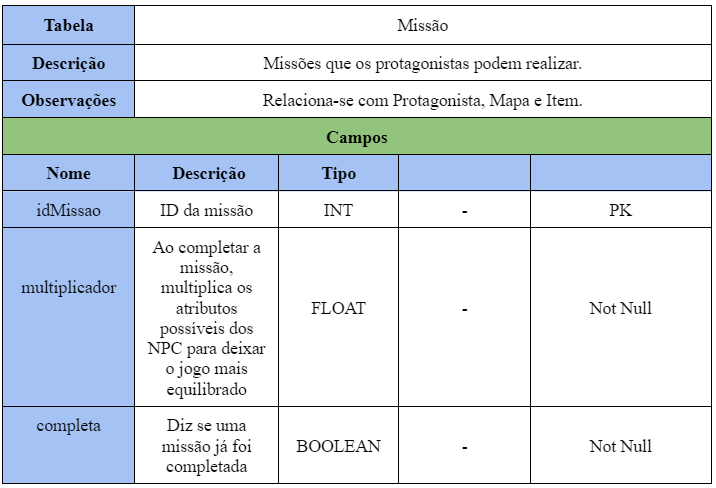 Tabela Missão
Descrição Missões que os protagonistas podem realizar.
Observações Relaciona-se com Protagonista, Mapa e Item.
Campos
Nome Descrição Tipo
idMissao ID da missão INT - PK
multiplicador
Ao completar a
missão,
multiplica os
atributos
possíveis dos
NPC para deixar
o jogo mais
equilibrado
FLOAT - Not Null
completa
Diz se uma
missão já foi
completada
BOOLEAN - Not Null